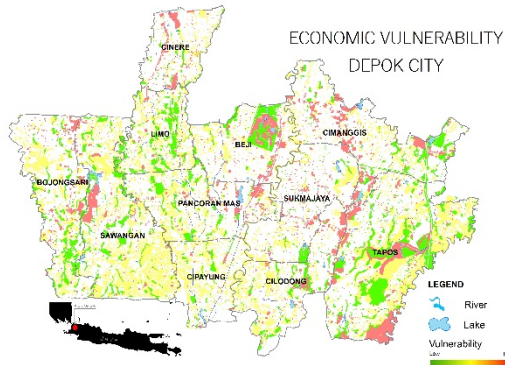 ECONOMIC VULNERABILITY
DEPOK CITY
CINERE
LIMO
BEJI
CIMANGGIS
BOJONGSARI
PANCORAN MAS
SUKMAJAYA
SAWANGAN
TAPOS
CIPAYUNG
CILODONG
LEGEND
River
Lake
Vulnerability
Low